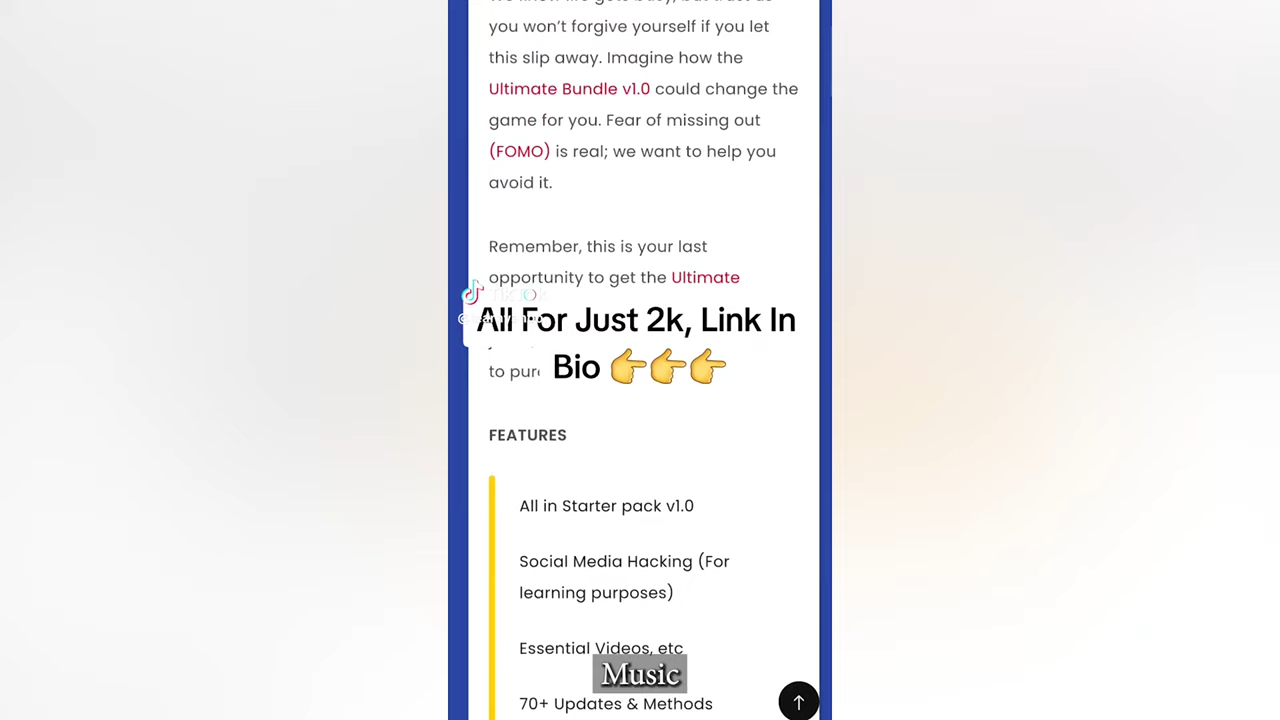 you won't forgive yourself if you let
this slip away. Imagine how the
Ultimate Bundle v1.0 could change the
game for you. Fear of missing out
(FOMO) is real; we want to help you
avoid it.
Remember, this is your last
opportunity to get the Ultimate
TikTok
All For Just 2k, Link In
Bio 👉👉👉
to pur
FEATURES
All in Starter pack v1.0
Social Media Hacking (For
learning purposes)
Essential Videos, etc
Music
70+ Updates & Methods